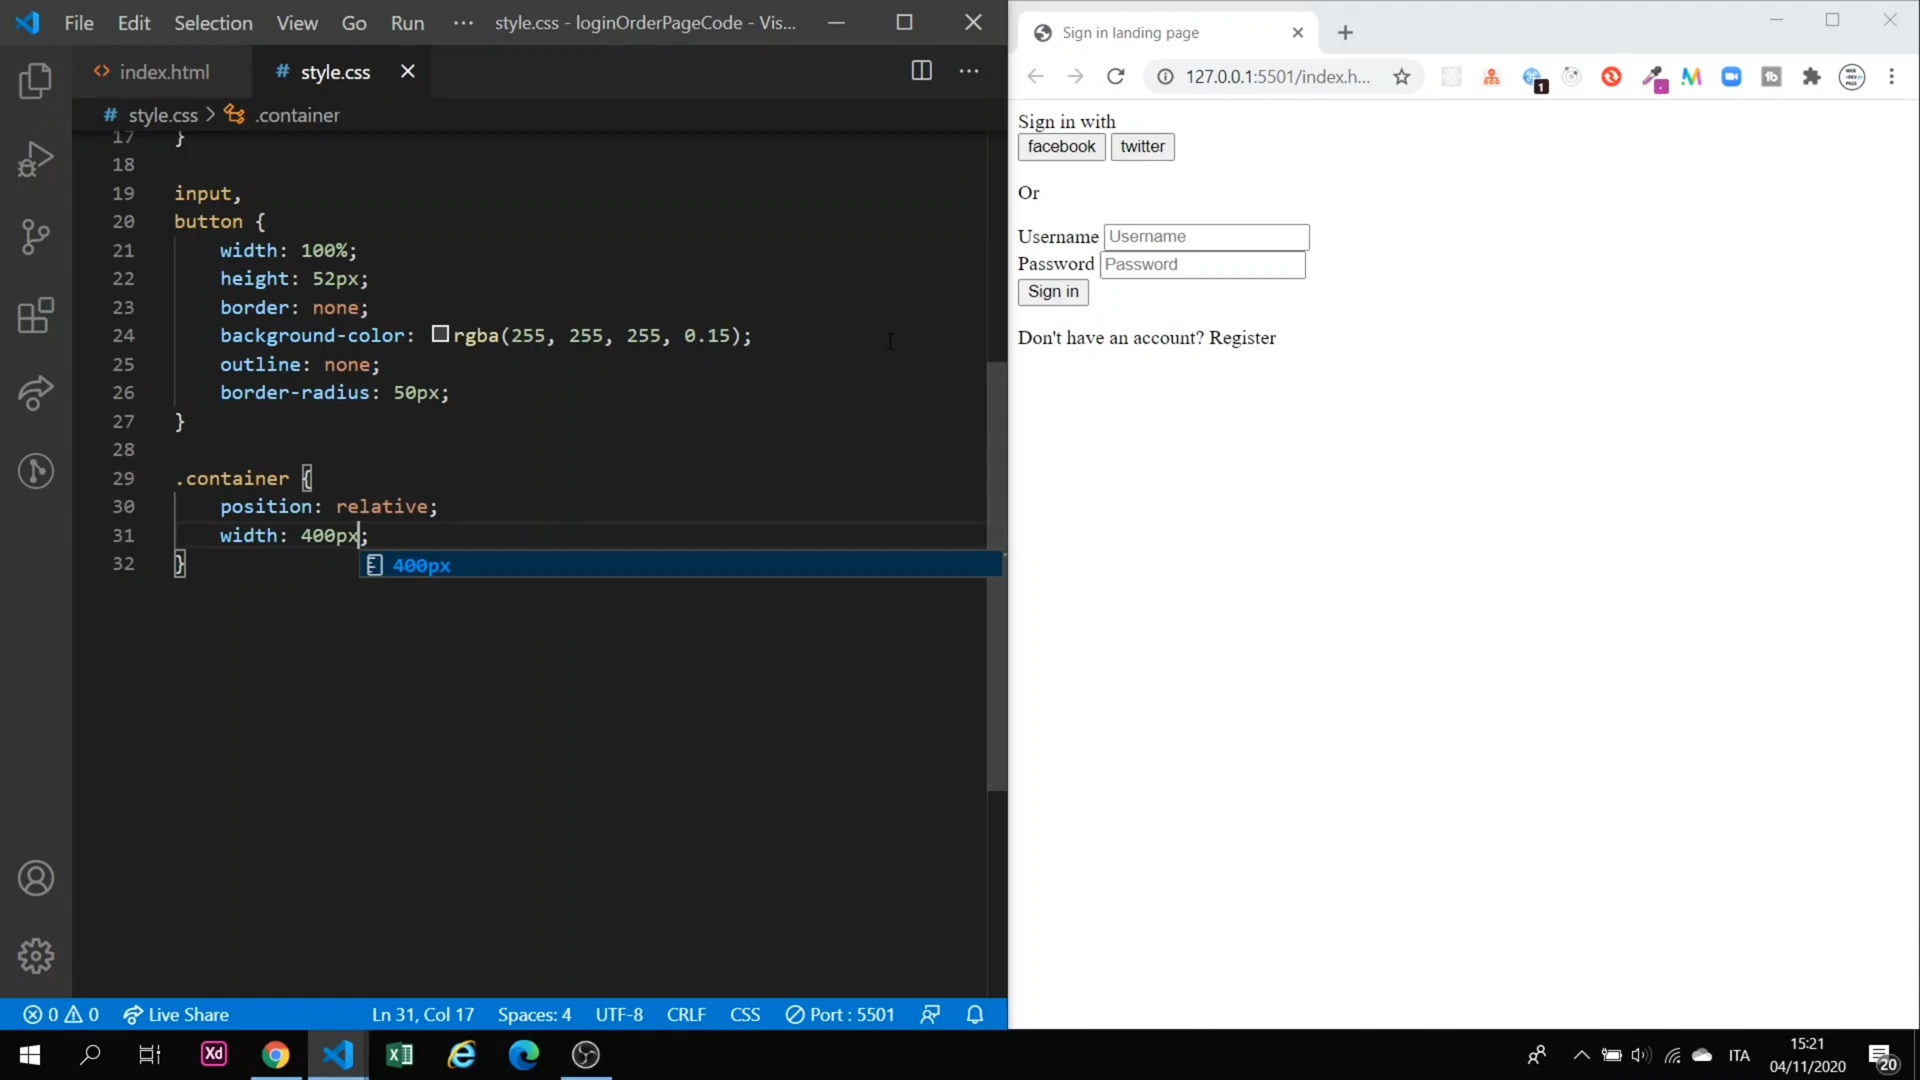 File Edit Selection View Go Run ··· style.css - loginOrderPageCode - Vis...
index.html # style.css
# style.css > .container
17 }
18
19 input,
20 button {
21 width: 100%;
22 height: 52px;
23 border: none;
24 background-color: rgba(255, 255, 255, 0.15);
25 outline: none;
26 border-radius: 50px;
27 }
28
29 .container {
30 position: relative;
31 width: 400px;
32 }
400px
0 0 Live Share Ln 31, Col 17 Spaces: 4 UTF-8 CRLF CSS Port : 5501
Sign in landing page
127.0.0.1:5501/index.h...
1
Sign in with
facebook twitter
Or
Username Username
Password Password
Sign in
Don't have an account? Register
Xd
ITA
15:21
04/11/2020
20